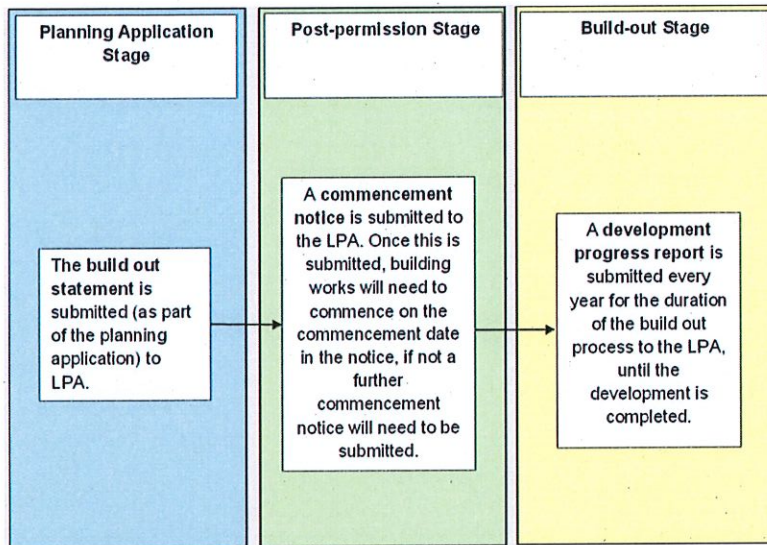 Planning Application
Stage
Post-permission Stage
Build-out Stage
The build out
statement is
submitted (as
part of the planning
application) to
LPA.
A commencement
notice is submitted to
the LPA. Once this is
submitted, building
works will need to
commence on the
commencement date
in the notice, if not a
further
commencement
notice will need to be
submitted.
A development
progress report is
submitted every
year for the duration
of the build out
process to the LPA,
until the
development is
completed.